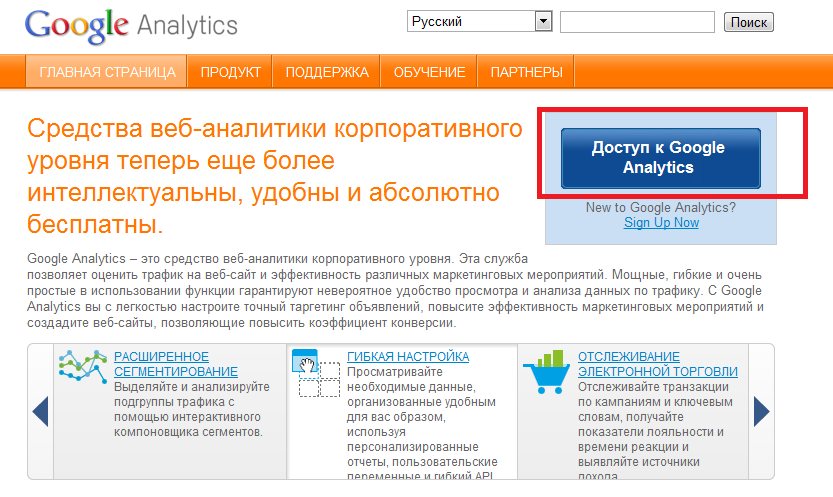 Google Analytics
Русский
Поиск
ГЛАВНАЯ СТРАНИЦА
ПРОДУКТ
ПОДДЕРЖКА
ОБУЧЕНИЕ
ПАРТНЕРЫ
Средства веб-аналитики корпоративного
уровня теперь еще более
интеллектуальны, удобны и абсолютно
бесплатны.
Доступ к Google
Analytics
New to Google Analytics?
Sign Up Now
Google Analytics – это средство веб-аналитики корпоративного уровня. Эта служба
позволяет оценить трафик на веб-сайт и эффективность различных маркетинговых мероприятий. Мощные, гибкие и очень
простые в использовании функции гарантируют невероятное удобство просмотра и анализа данных по трафику. С Google
Analytics вы с легкостью настроите точный таргетинг объявлений, повысите эффективность маркетинговых мероприятий и
создадите веб-сайты, позволяющие повысить коэффициент конверсии.
РАСШИРЕННОЕ
СЕГМЕНТИРОВАНИЕ
Выделяйте и анализируйте
подгруппы трафика с
помощью интерактивного
компоновщика сегментов.
ГИБКАЯ НАСТРОЙКА
Просматривайте
необходимые данные,
организованные удобным
для вас образом,
используя
персонализированные
отчеты, пользовательские
переменные и гибкий API
ОТСЛЕЖИВАНИЕ
ЭЛЕКТРОННОЙ ТОРГОВЛИ
Отслеживайте транзакции
по кампаниям и ключевым
словам, получайте
показатели лояльности и
времени реакции и
выявляйте источники
дохода